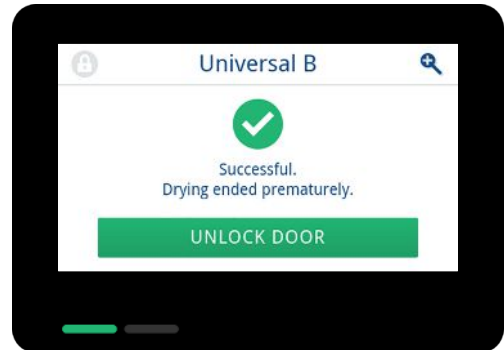 Universal B
Successful.
Drying ended prematurely.
UNLOCK DOOR